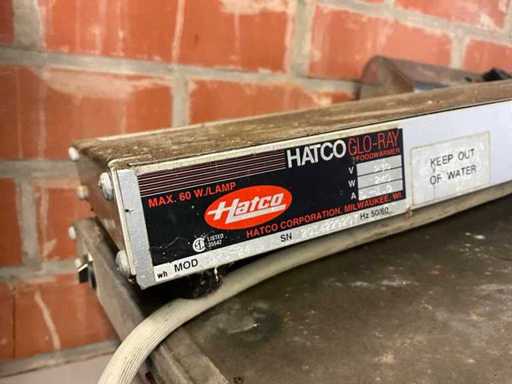 HATCO GLO-RAY
FOODWARMER
MAX. 60 W./LAMP
V
W
A
Hatco
HATCO CORPORATION, MILWAUKEE, WI.
LISTED
SN
Hz 50/60
wh MOD
KEEP OUT
OF WATER